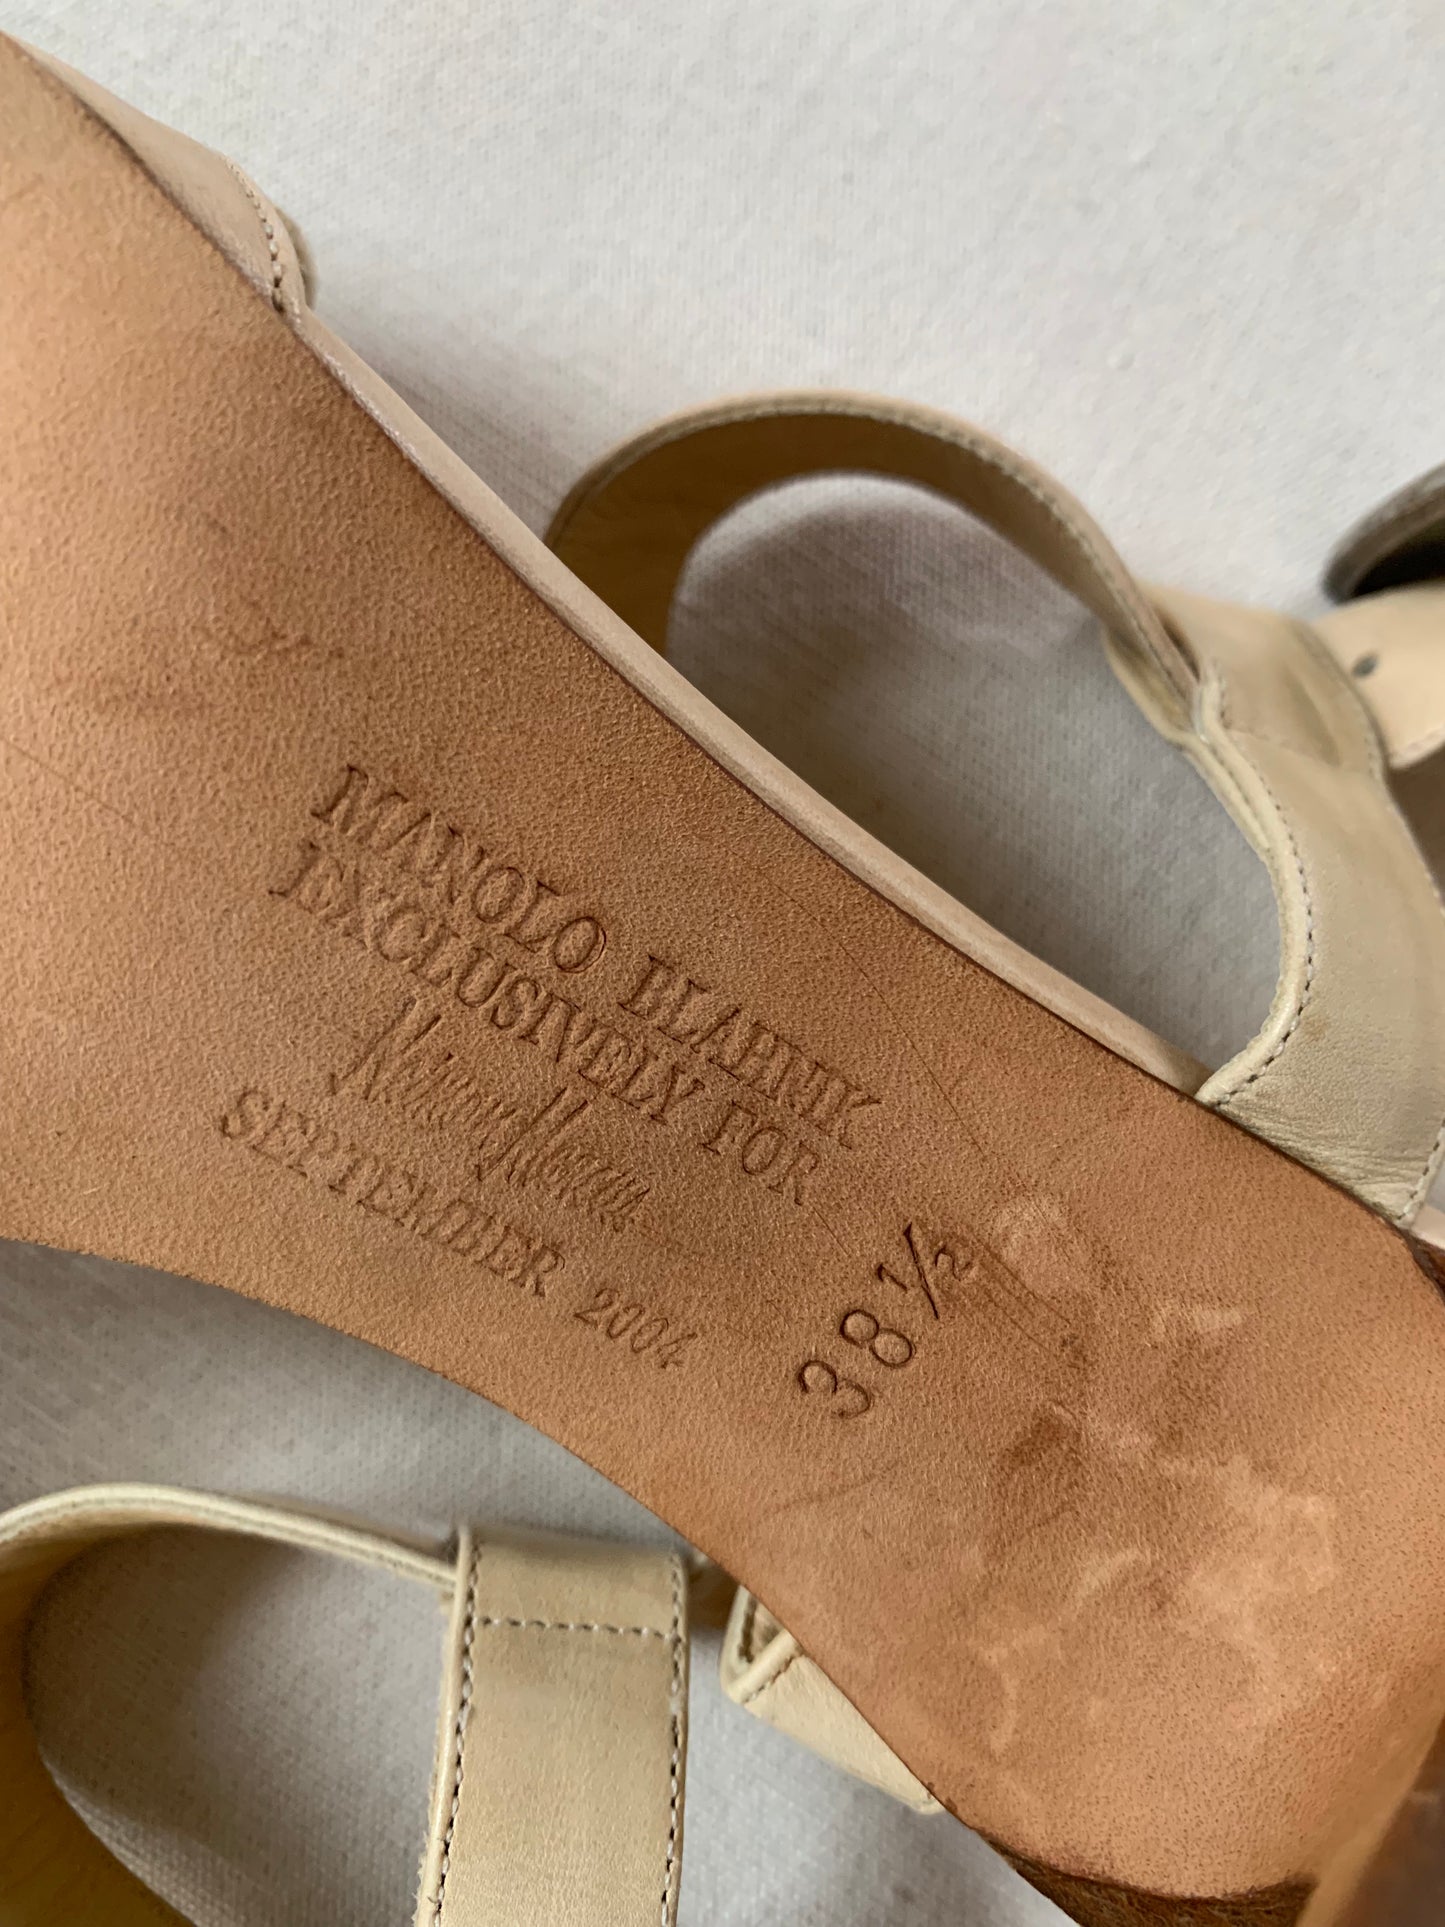 MANOLO BLAHNIK
EXCLUSIVELY FOR
Neiman Marcus
SEPTEMBER 2004
38½